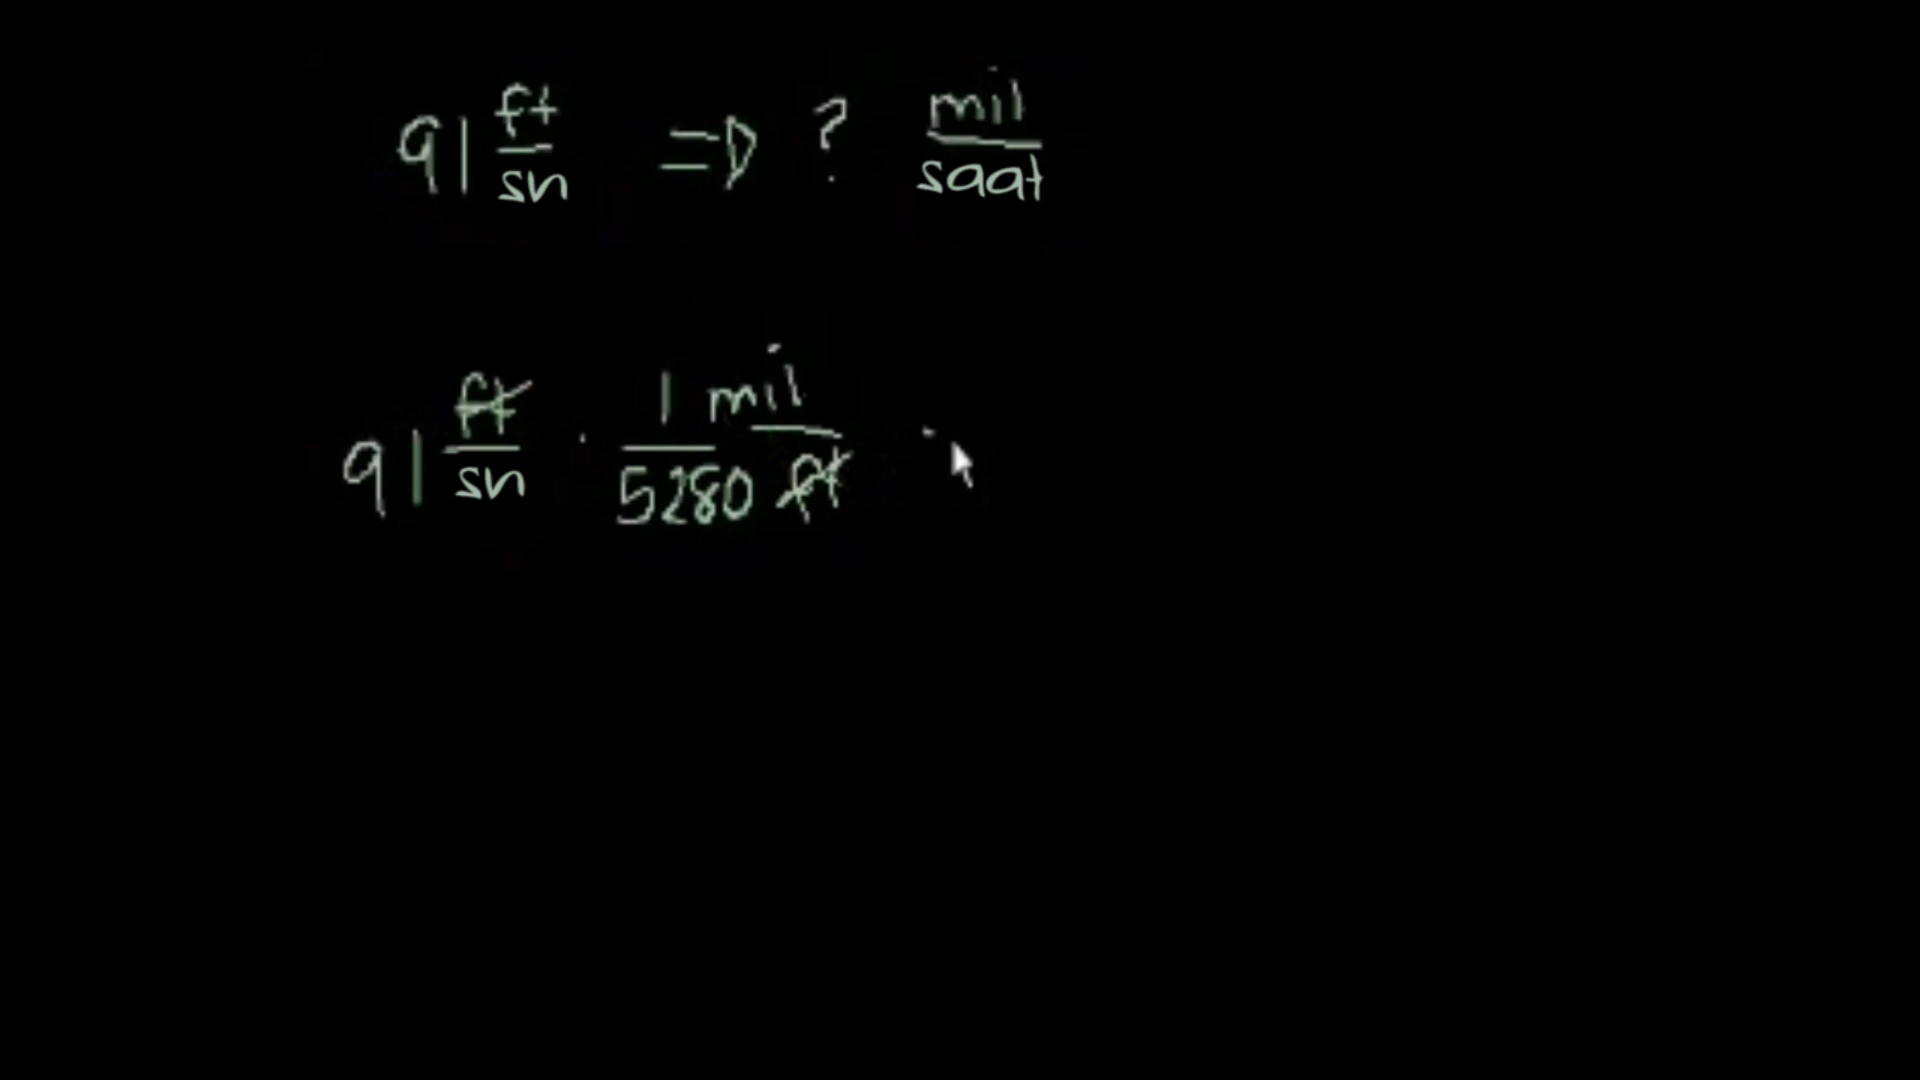 91 ft/sn => ? mil/saat
91 ft/sn · 1 mil/5280 ft ·